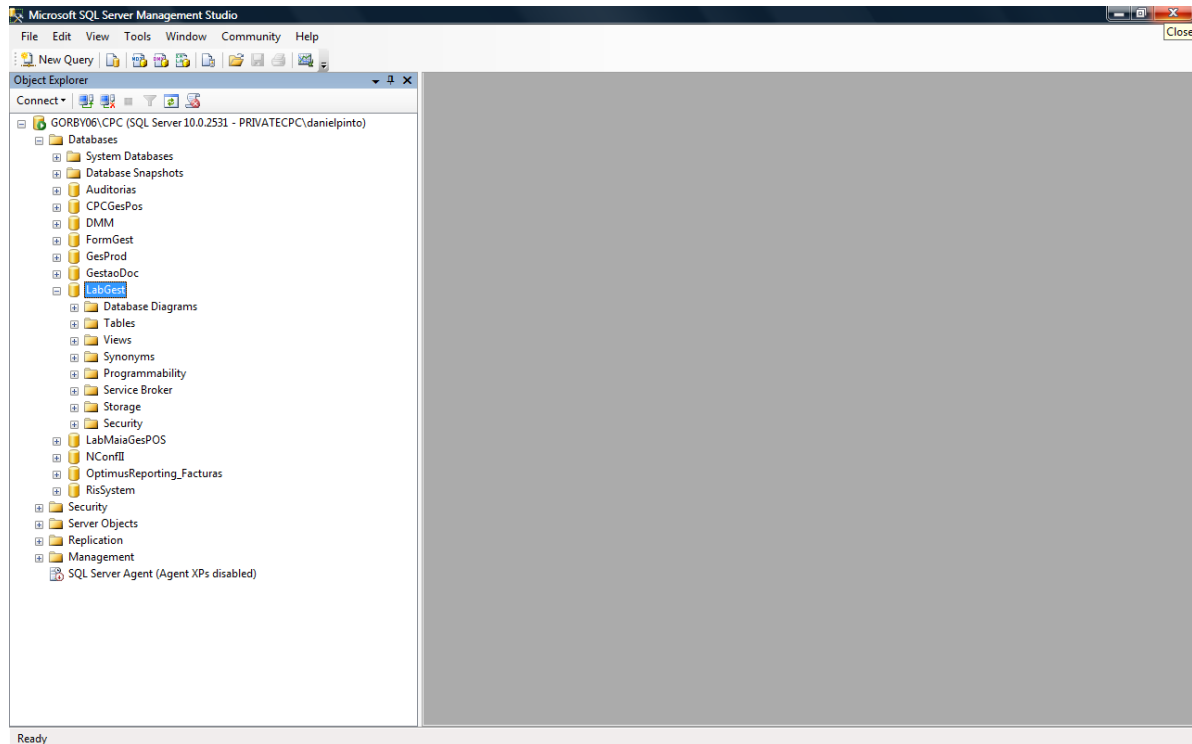 Microsoft SQL Server Management Studio
File Edit View Tools Window Community Help
Close
New Query
Object Explorer
Connect
GORBY06\CPC (SQL Server 10.0.2531 - PRIVATECPC\danielpinto)
Databases
System Databases
Database Snapshots
Auditorias
CPCGesPos
DMM
FormGest
GesProd
GestaoDoc
LabGest
Database Diagrams
Tables
Views
Synonyms
Programmability
Service Broker
Storage
Security
LabMaiaGesPOS
NConfII
OptimusReporting_Facturas
RisSystem
Security
Server Objects
Replication
Management
SQL Server Agent (Agent XPs disabled)
Ready